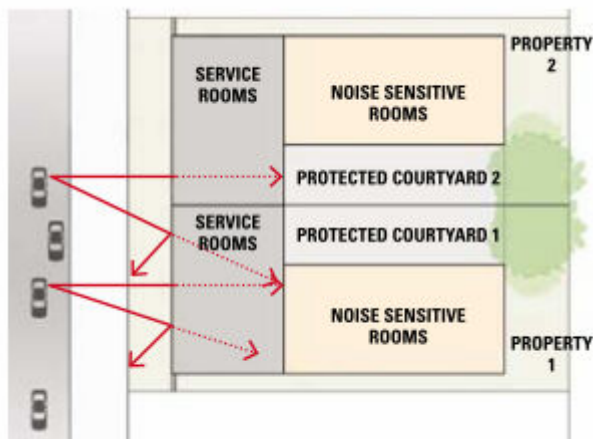 PROPERTY
2
SERVICE
ROOMS
NOISE SENSITIVE
ROOMS
PROTECTED COURTYARD 2
SERVICE
ROOMS
PROTECTED COURTYARD 1
NOISE SENSITIVE
ROOMS
PROPERTY
1